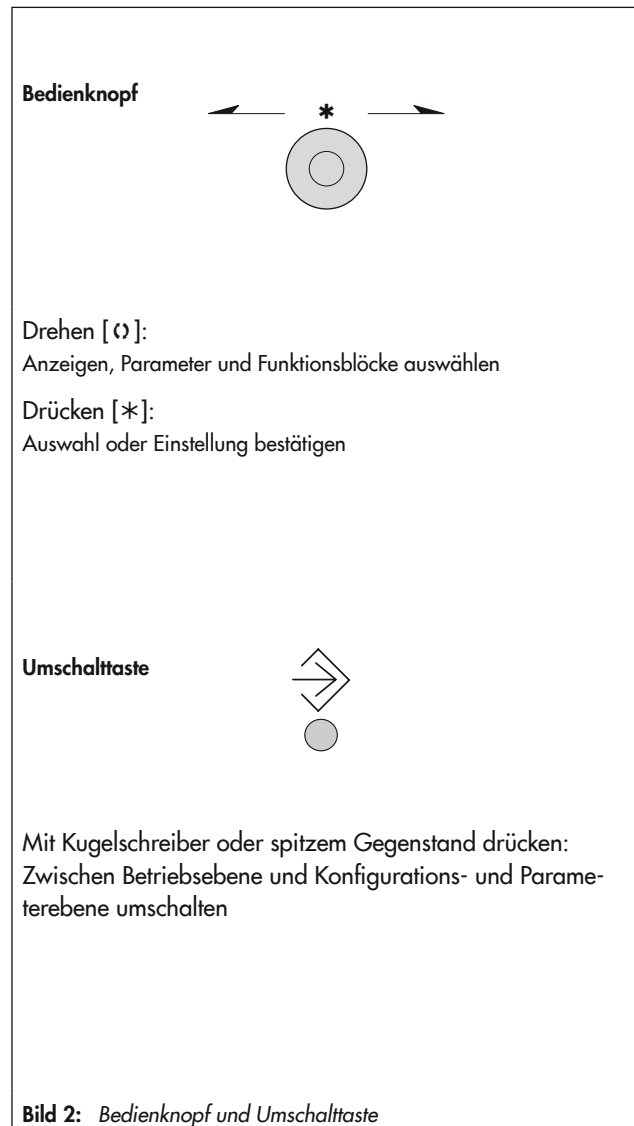 Bedienknopf
*
Drehen [⟲]:
Anzeigen, Parameter und Funktionsblöcke auswählen
Drücken [*]:
Auswahl oder Einstellung bestätigen
Umschalttaste
Mit Kugelschreiber oder spitzem Gegenstand drücken:
Zwischen Betriebsebene und Konfigurations- und Parame-
terebene umschalten
Bild 2: Bedienknopf und Umschalttaste